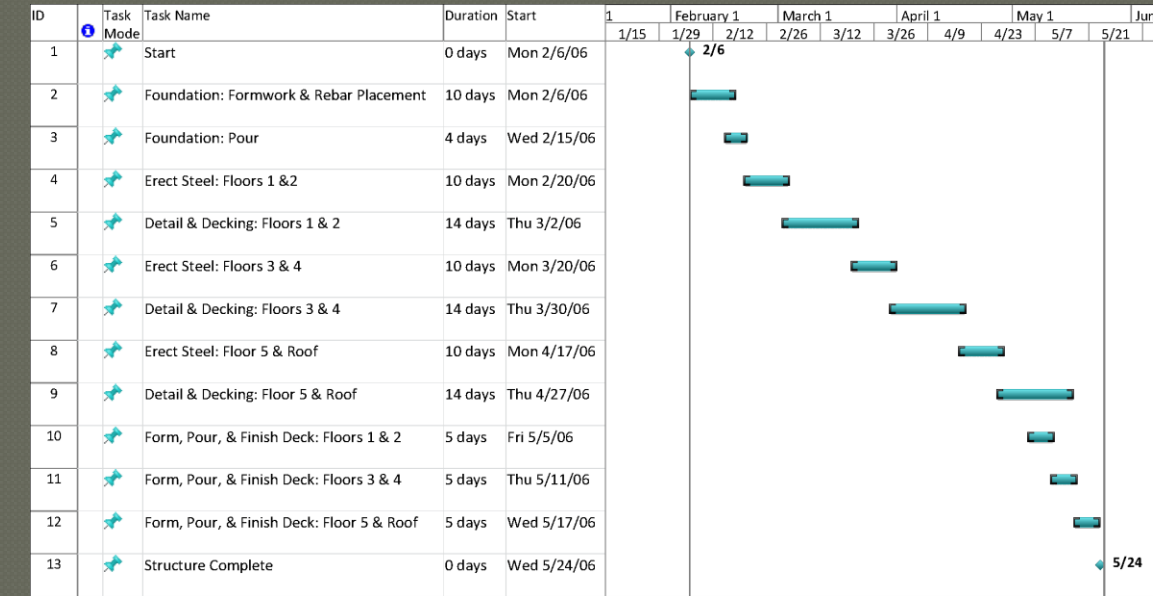 ID Task Mode Task Name Duration Start 1 February 1 March 1 April 1 May 1 Jun
1/15 1/29 2/12 2/26 3/12 3/26 4/9 4/23 5/7 5/21
1 Start 0 days Mon 2/6/06 2/6
2 Foundation: Formwork & Rebar Placement 10 days Mon 2/6/06
3 Foundation: Pour 4 days Wed 2/15/06
4 Erect Steel: Floors 1 &2 10 days Mon 2/20/06
5 Detail & Decking: Floors 1 & 2 14 days Thu 3/2/06
6 Erect Steel: Floors 3 & 4 10 days Mon 3/20/06
7 Detail & Decking: Floors 3 & 4 14 days Thu 3/30/06
8 Erect Steel: Floor 5 & Roof 10 days Mon 4/17/06
9 Detail & Decking: Floor 5 & Roof 14 days Thu 4/27/06
10 Form, Pour, & Finish Deck: Floors 1 & 2 5 days Fri 5/5/06
11 Form, Pour, & Finish Deck: Floors 3 & 4 5 days Thu 5/11/06
12 Form, Pour, & Finish Deck: Floor 5 & Roof 5 days Wed 5/17/06
13 Structure Complete 0 days Wed 5/24/06 5/24